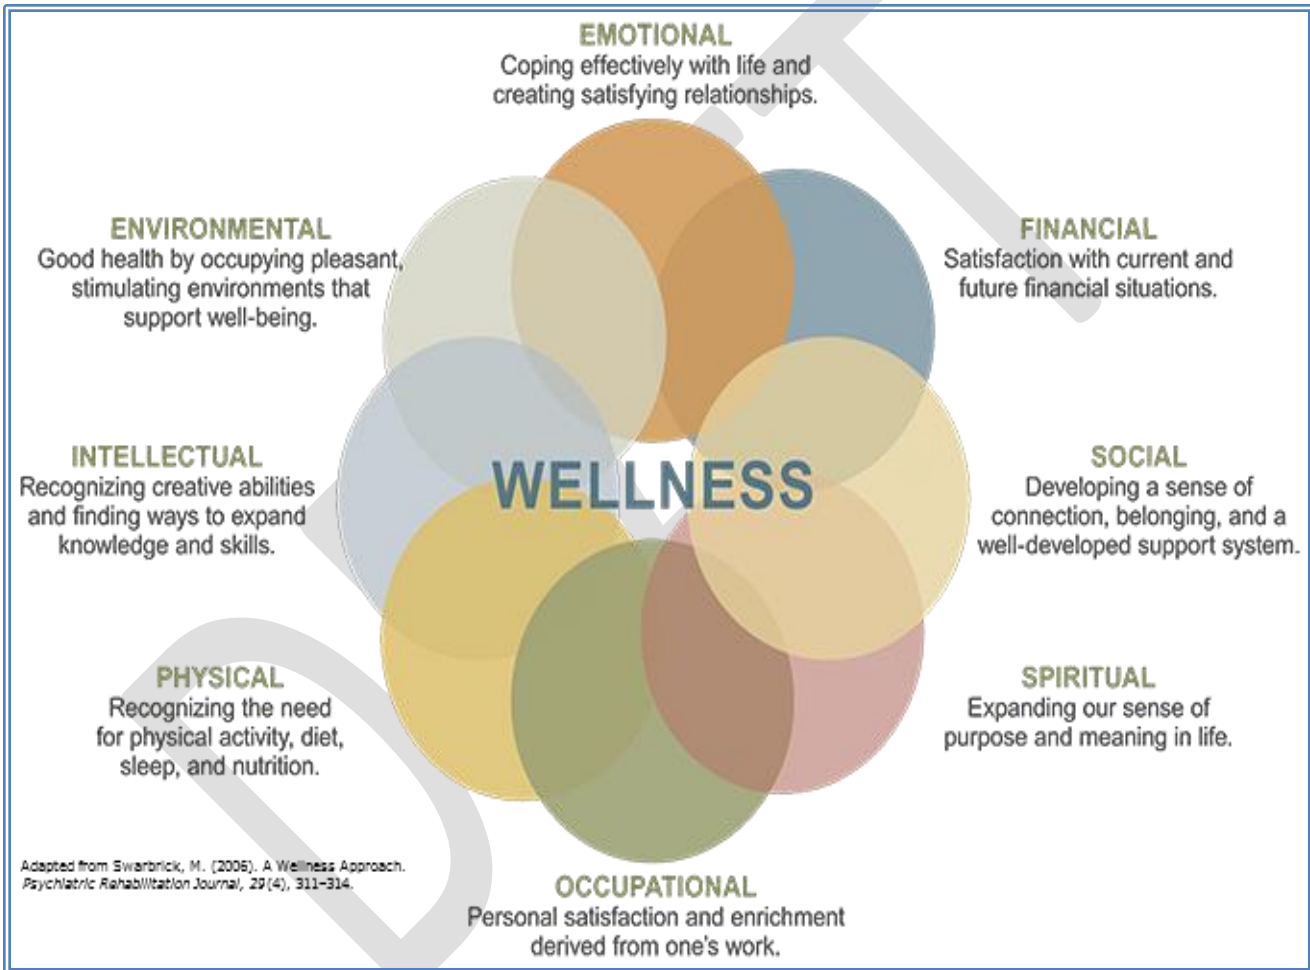 EMOTIONAL
Coping effectively with life and
creating satisfying relationships.
FINANCIAL
Satisfaction with current and
future financial situations.
SOCIAL
Developing a sense of
connection, belonging, and a
well-developed support system.
SPIRITUAL
Expanding our sense of
purpose and meaning in life.
OCCUPATIONAL
Personal satisfaction and enrichment
derived from one's work.
PHYSICAL
Recognizing the need
for physical activity, diet,
sleep, and nutrition.
INTELLECTUAL
Recognizing creative abilities
and finding ways to expand
knowledge and skills.
ENVIRONMENTAL
Good health by occupying pleasant,
stimulating environments that
support well-being.
WELLNESS
Adapted from Swarbrick, M. (2006). A Wellness Approach.
Psychiatric Rehabilitation Journal, 29(4), 311–314.
DRAFT